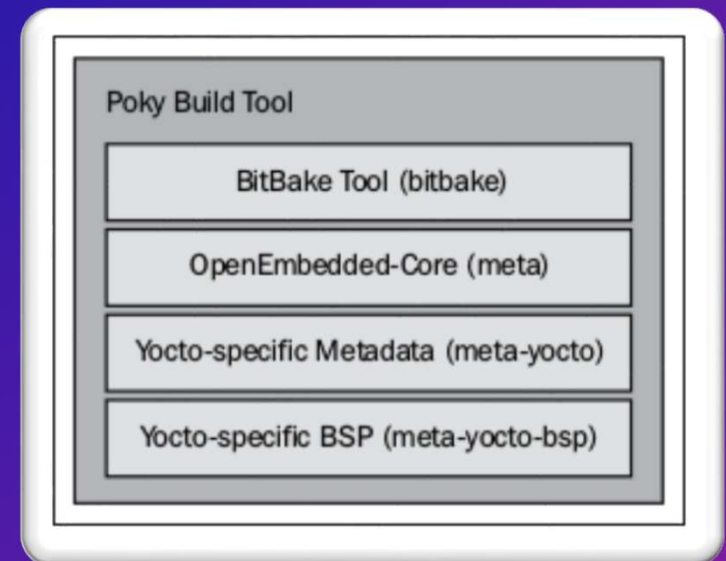 Poky Build Tool
BitBake Tool (bitbake)
OpenEmbedded-Core (meta)
Yocto-specific Metadata (meta-yocto)
Yocto-specific BSP (meta-yocto-bsp)